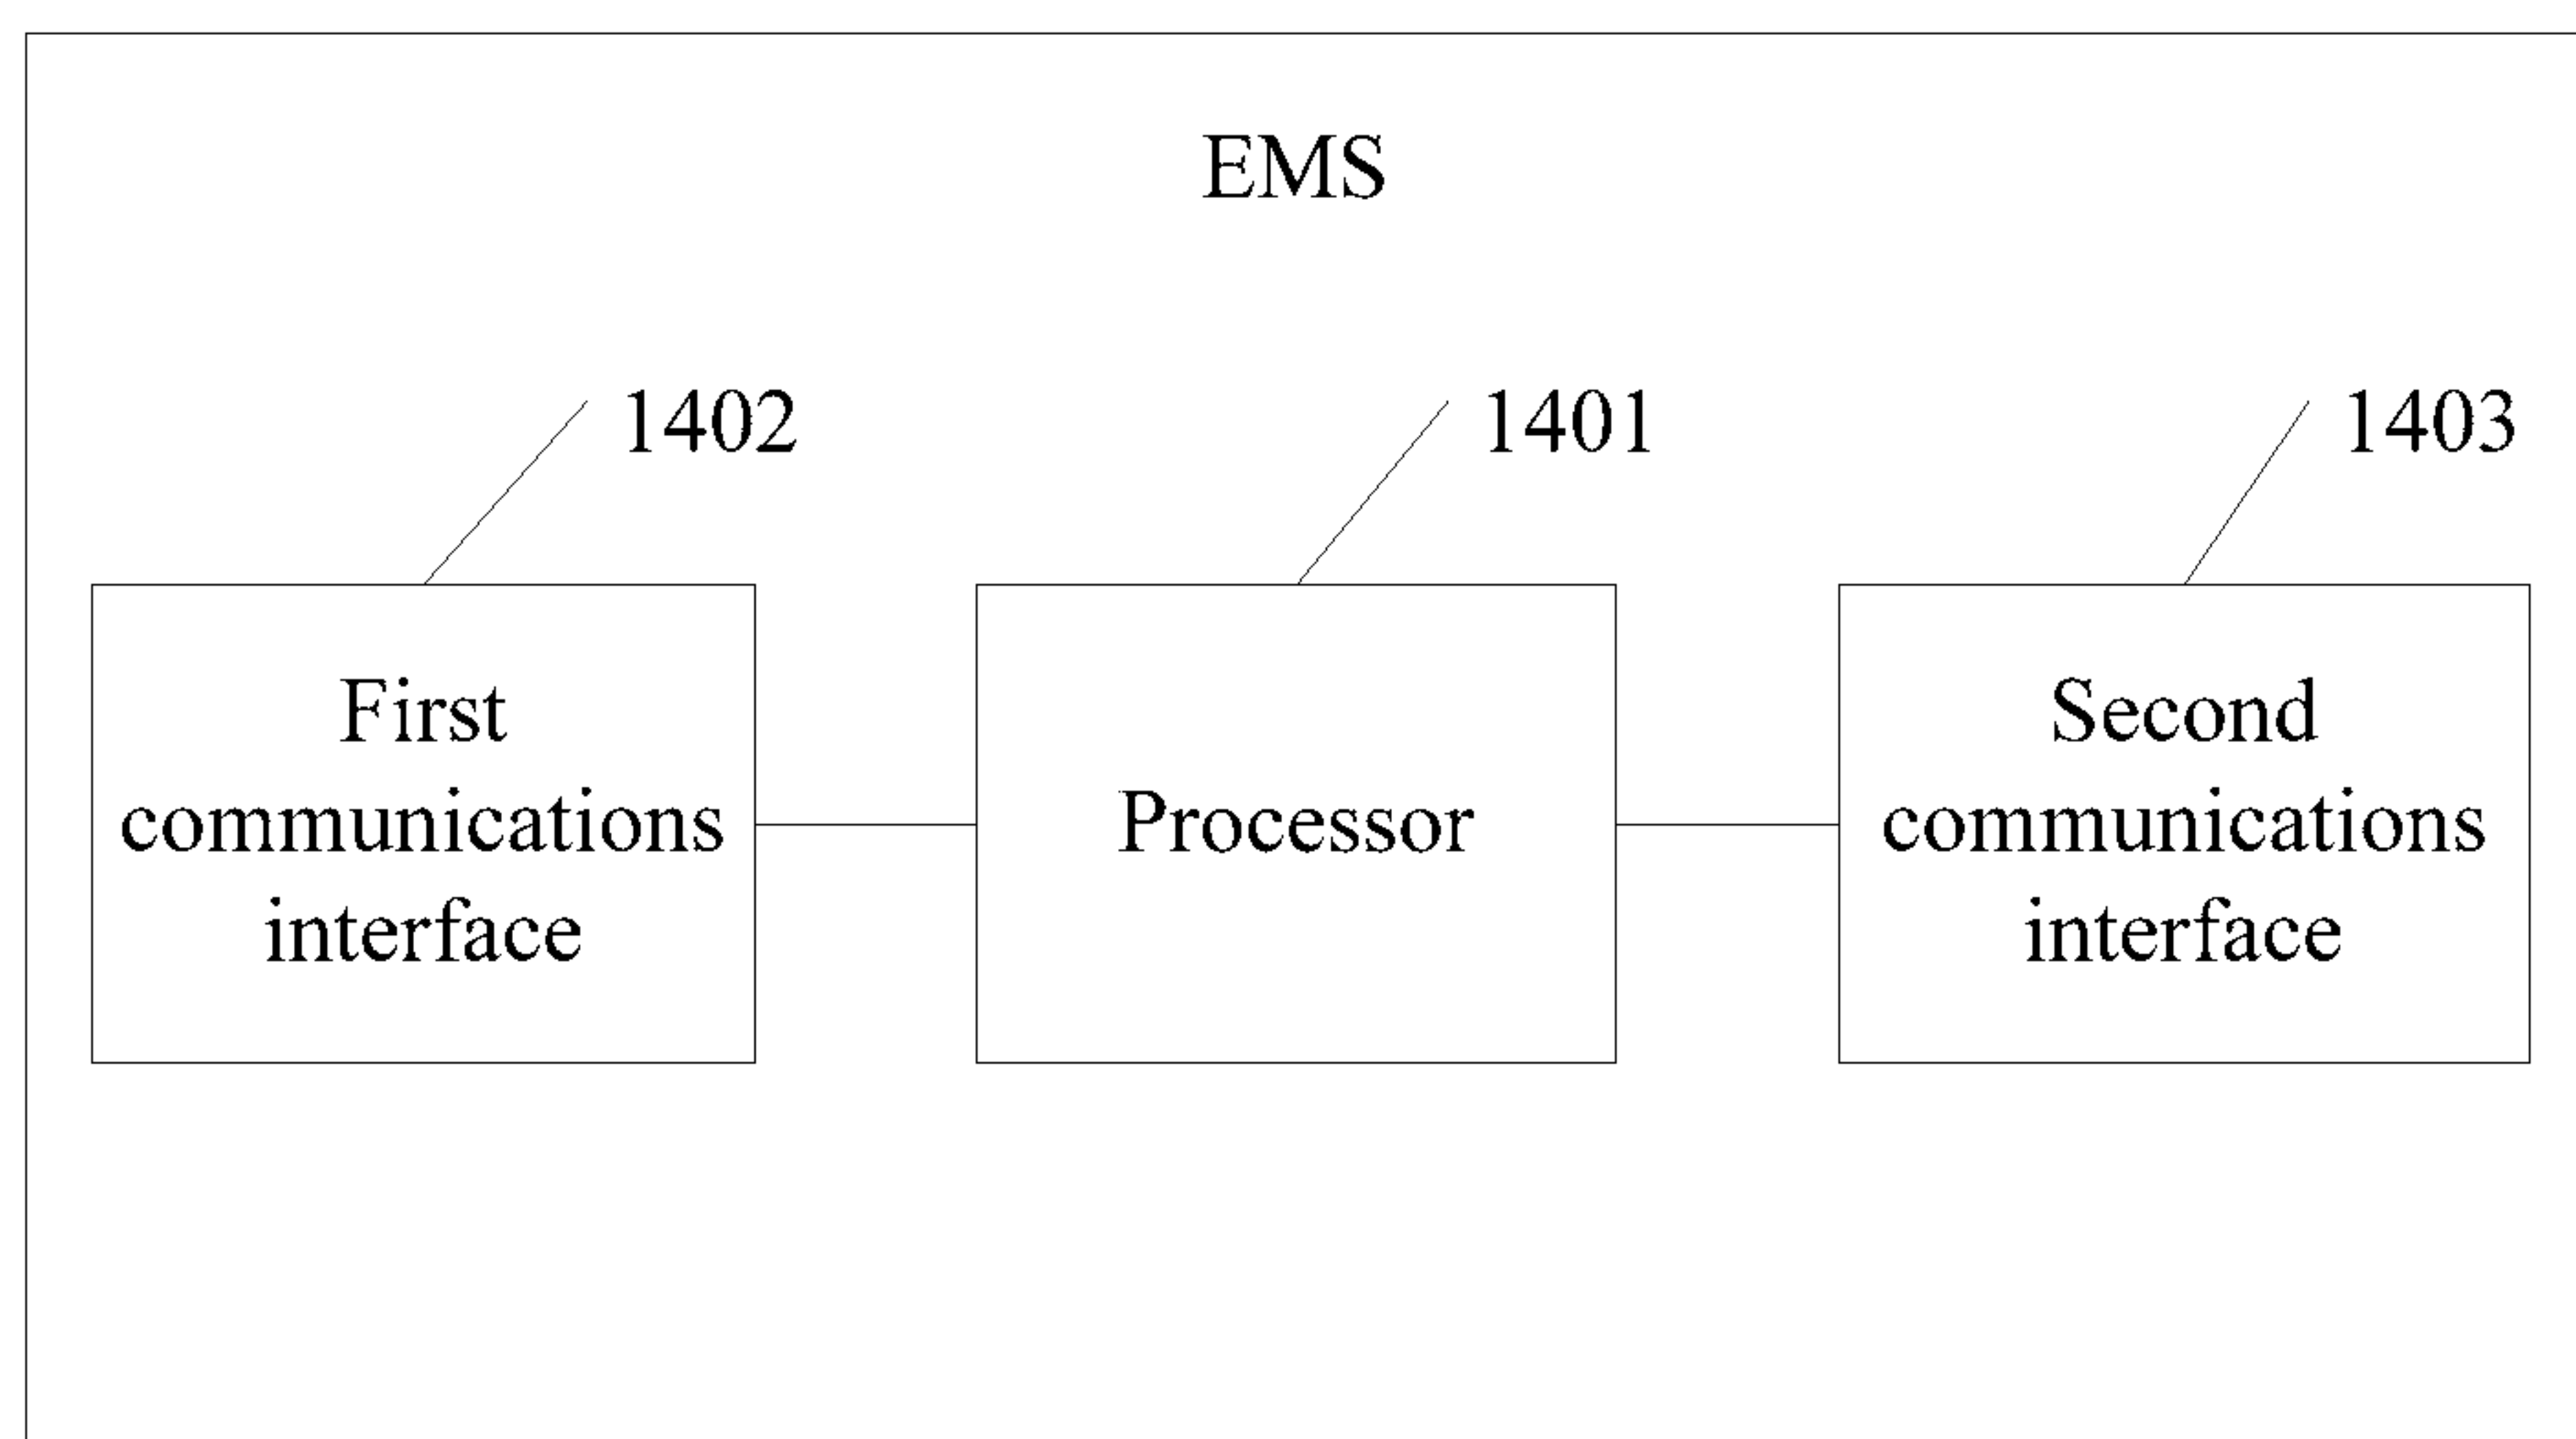 EMS
1402
1401
1403
First
communications
interface
Processor
Second
communications
interface